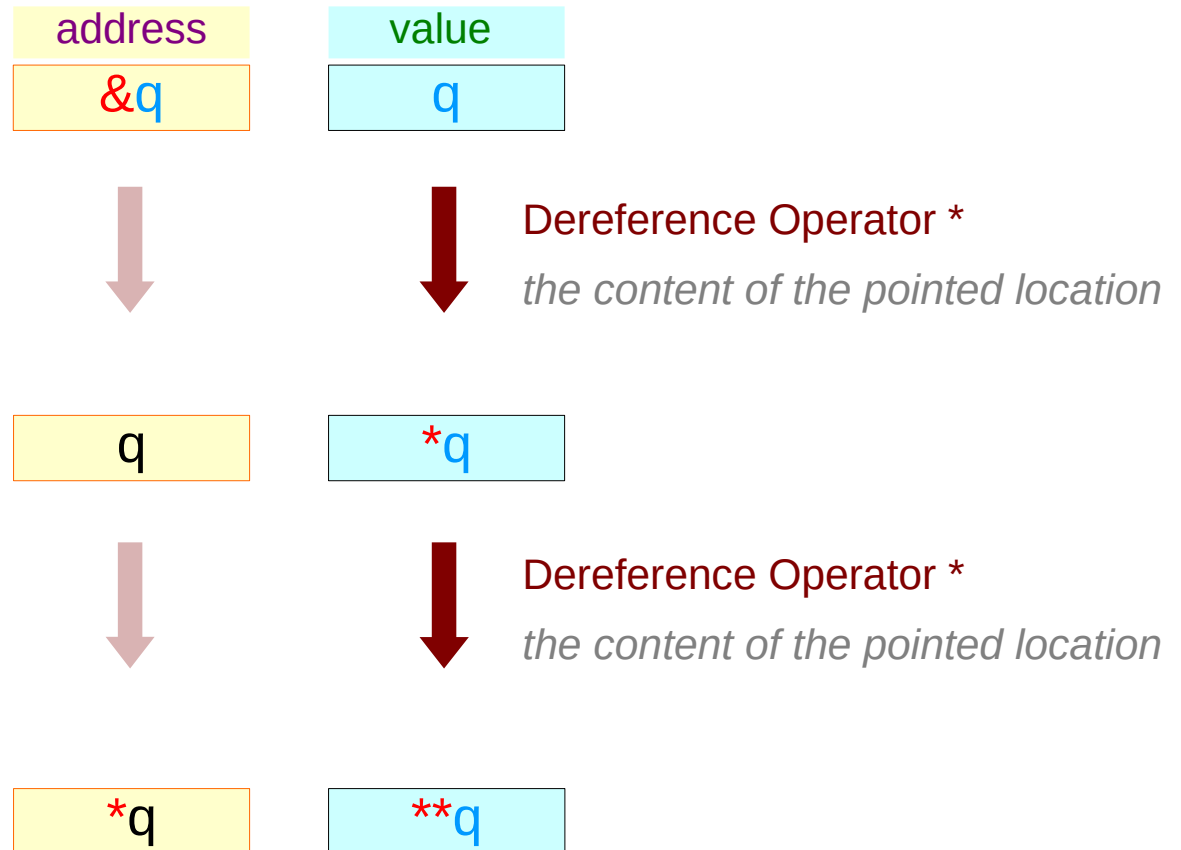 address value
&q q
Dereference Operator *
the content of the pointed location
q *q
Dereference Operator *
the content of the pointed location
*q **q